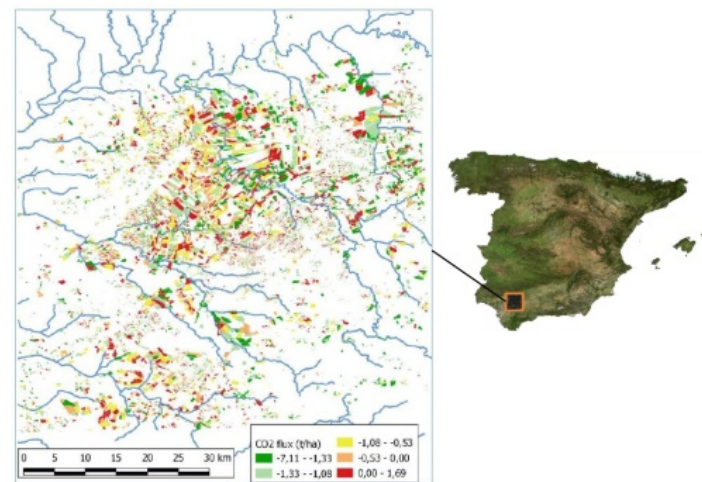 CO2 flux (t/ha)
-7,11 - -1,33
-1,33 - -1,08
-1,08 - -0,53
-0,53 - 0,00
0,00 - 1,69
0 5 10 15 20 25 30 km